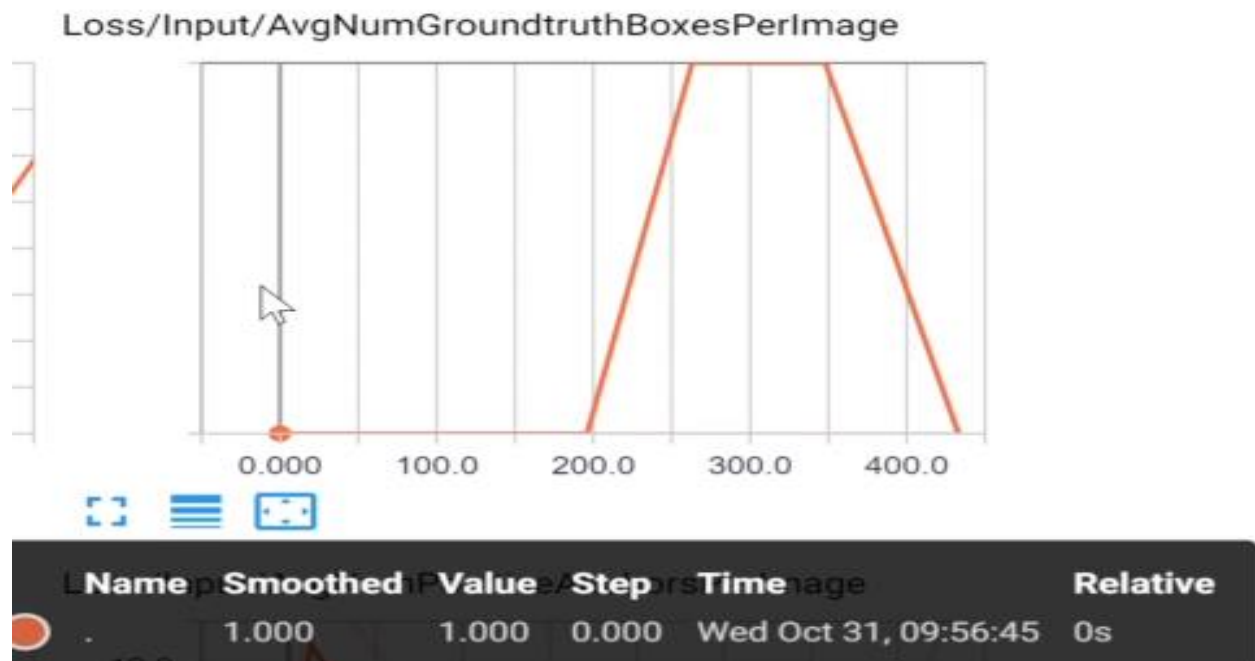 Loss/Input/AvgNumGroundtruthBoxesPerImage
0.000 100.0 200.0 300.0 400.0
Name Smoothed Value Step Time Relative
. 1.000 1.000 0.000 Wed Oct 31, 09:56:45 0s